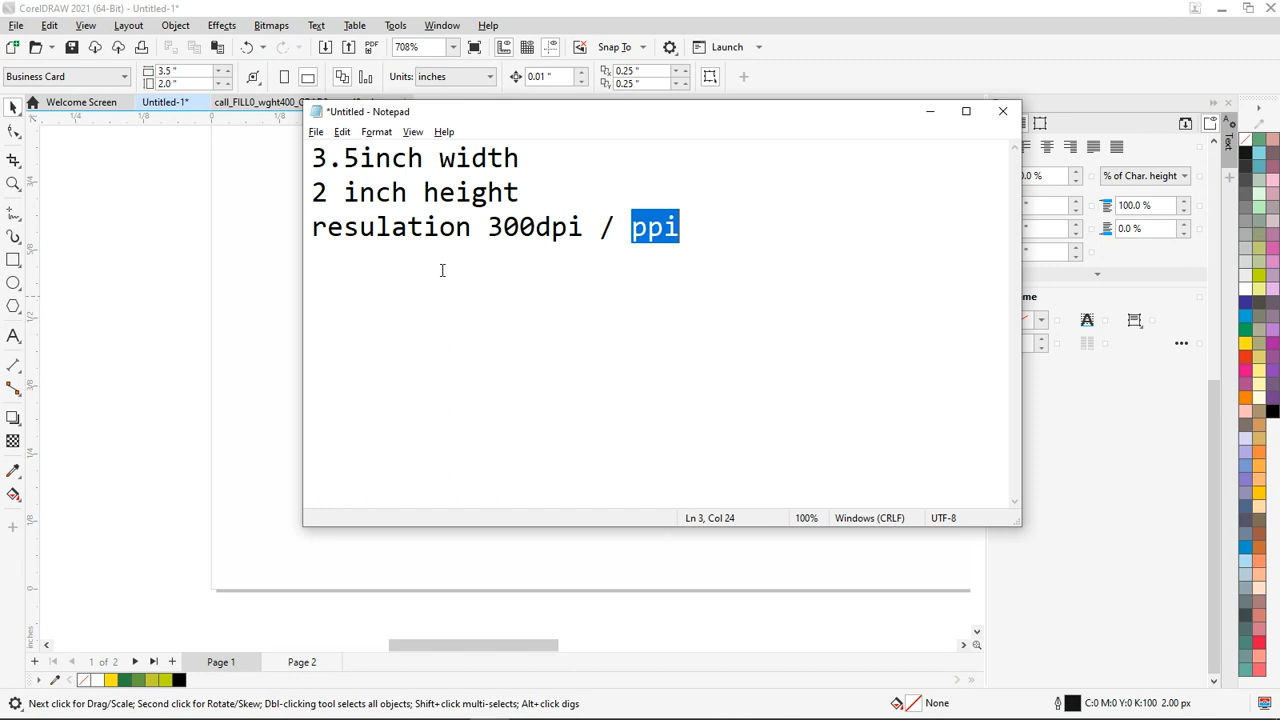 CorelDRAW 2021 (64-Bit) - Untitled-1*
File Edit View Layout Object Effects Bitmaps Text Table Tools Window Help
708% Snap To Launch
PDF
Business Card 3.5 " 2.0 " Units: inches 0.01 " 0.25 " 0.25 "
Welcome Screen Untitled-1*
*Untitled - Notepad
File Edit Format View Help
3.5inch width
2 inch height
resulation 300dpi / ppi
Ln 3, Col 24 100% Windows (CRLF) UTF-8
Text
% of Char. height
100.0 %
0.0 %
inches
1 of 2 Page 1 Page 2
Next click for Drag/Scale; Second click for Rotate/Skew; Dbl-clicking tool selects all objects; Shift+click multi-selects; Alt+click digs
None C:0 M:0 Y:0 K:100 2.00 px